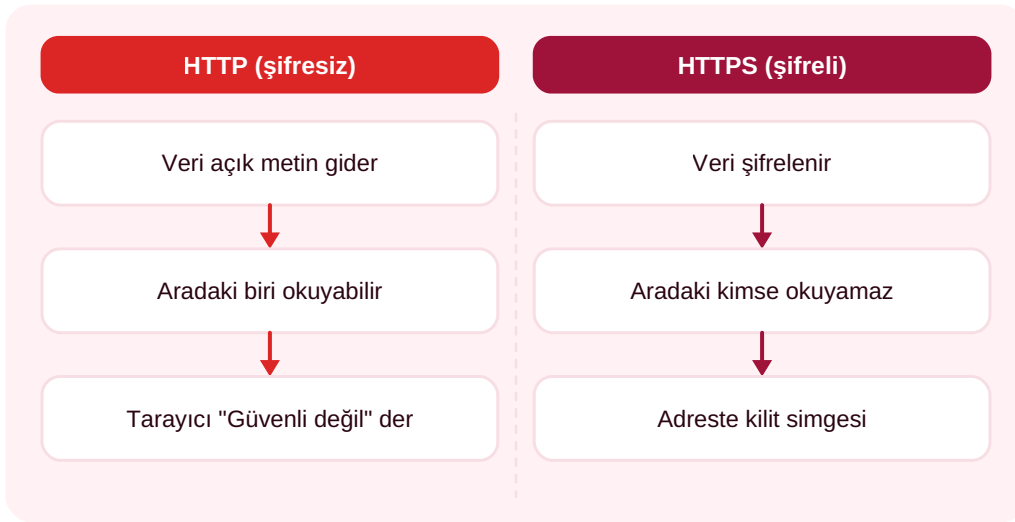 HTTP (şifresiz)
Veri açık metin gider
Aradaki biri okuyabilir
Tarayıcı "Güvenli değil" der
HTTPS (şifreli)
Veri şifrelenir
Aradaki kimse okuyamaz
Adreste kilit simgesi